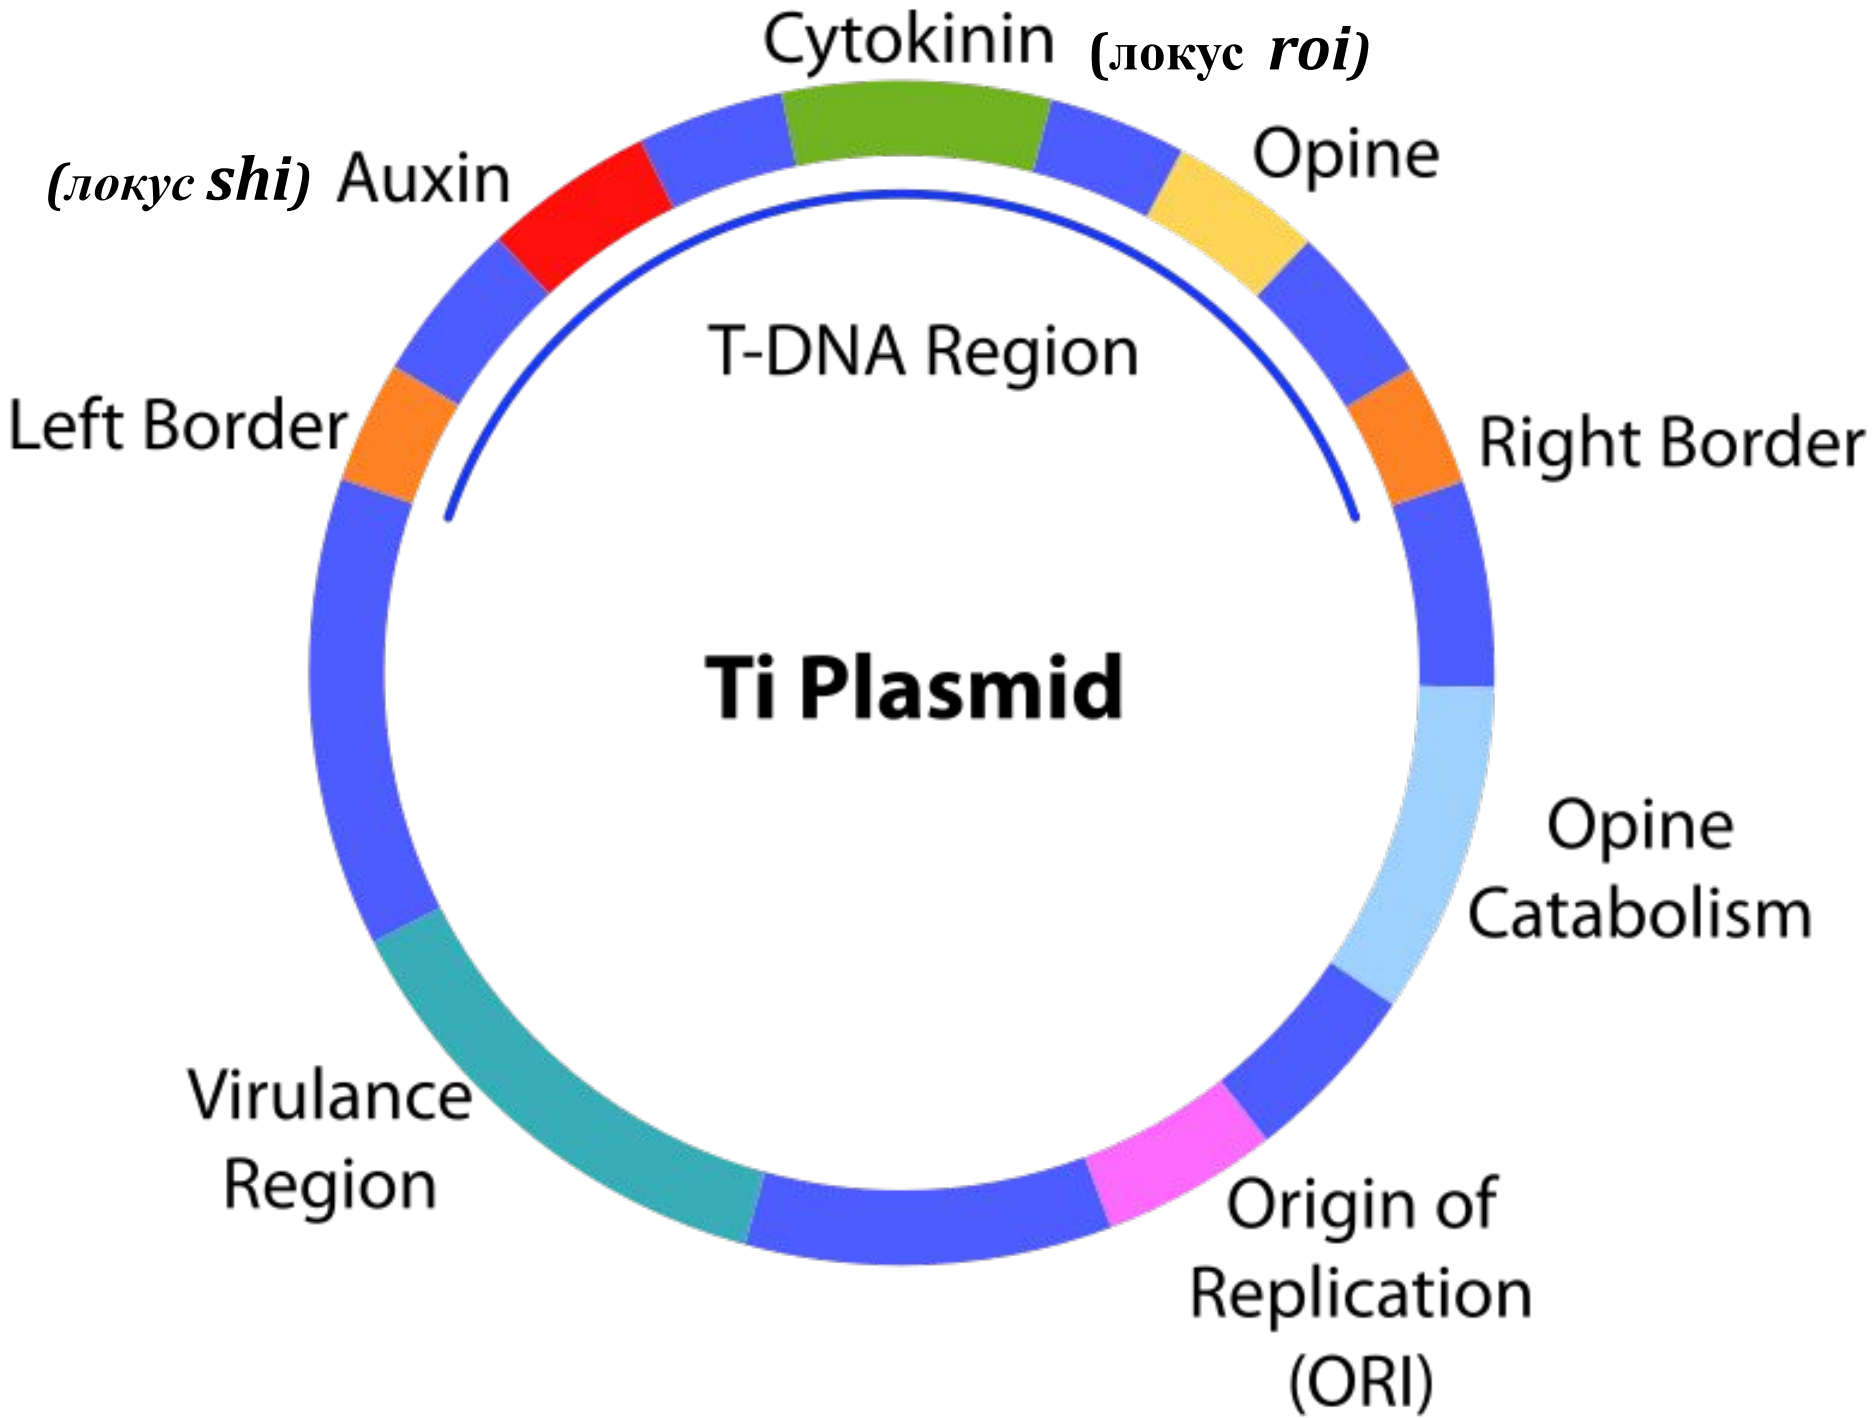 Cytokinin (локус roi)
(локус shi) Auxin
Opine
T-DNA Region
Left Border
Right Border
Ti Plasmid
Opine
Catabolism
Virulance
Region
Origin of
Replication
(ORI)